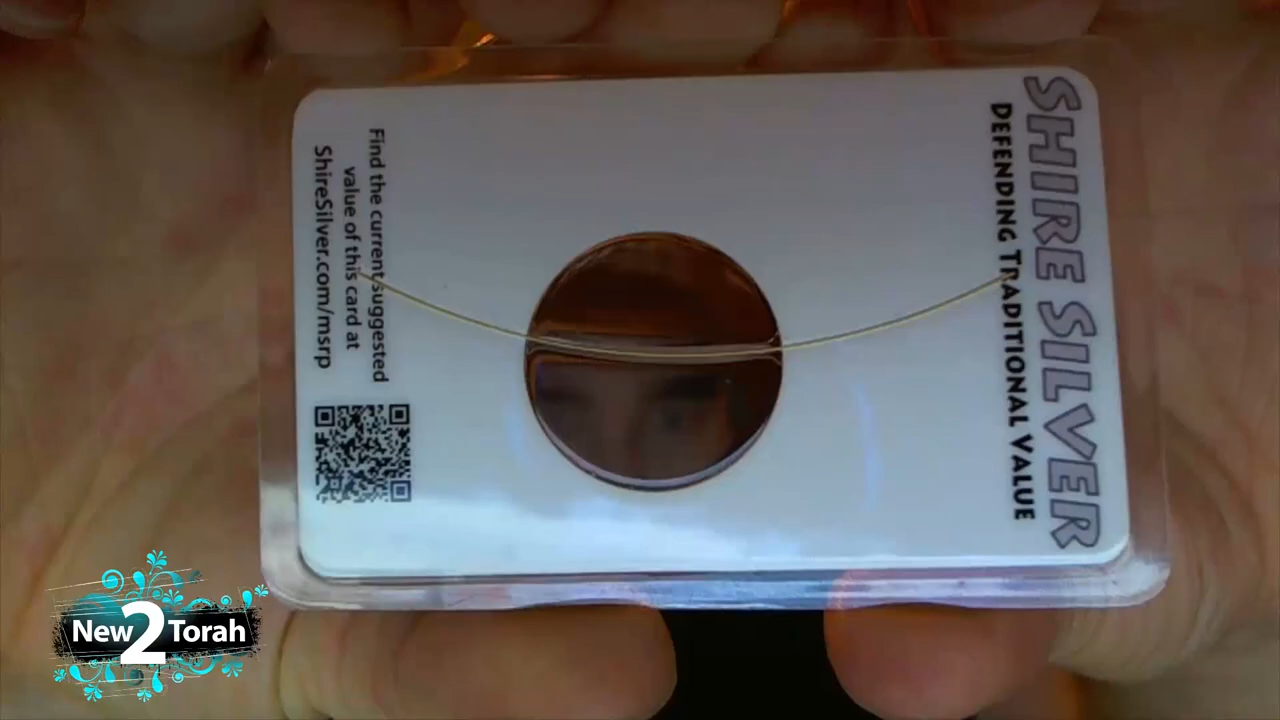 SHIRE SILVER
DEFENDING TRADITIONAL VALUE
Find the current suggested
value of this card at
ShireSilver.com/msrp
New2Torah